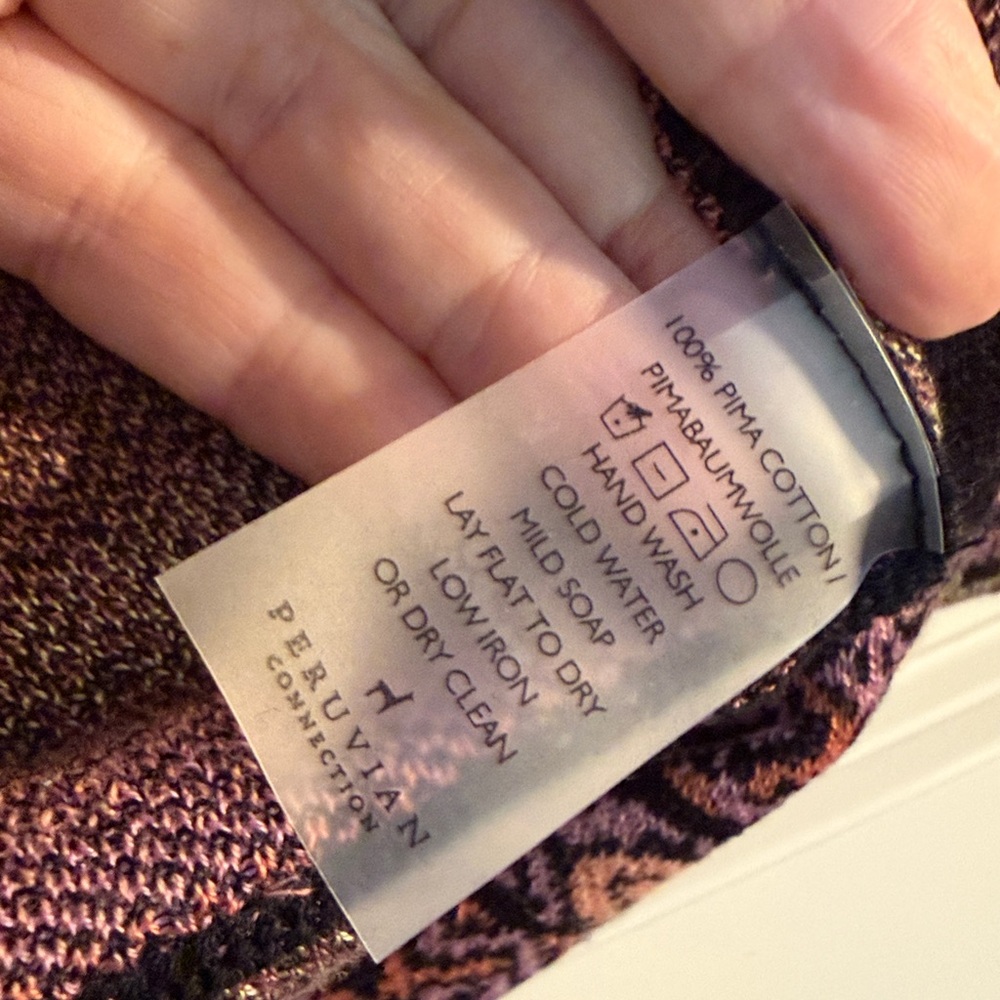 100% PIMA COTTON /
PIMABAUMWOLLE
HAND WASH
COLD WATER
MILD SOAP
LAY FLAT TO DRY
LOW IRON
OR DRY CLEAN
PERUVIAN
CONNECTION